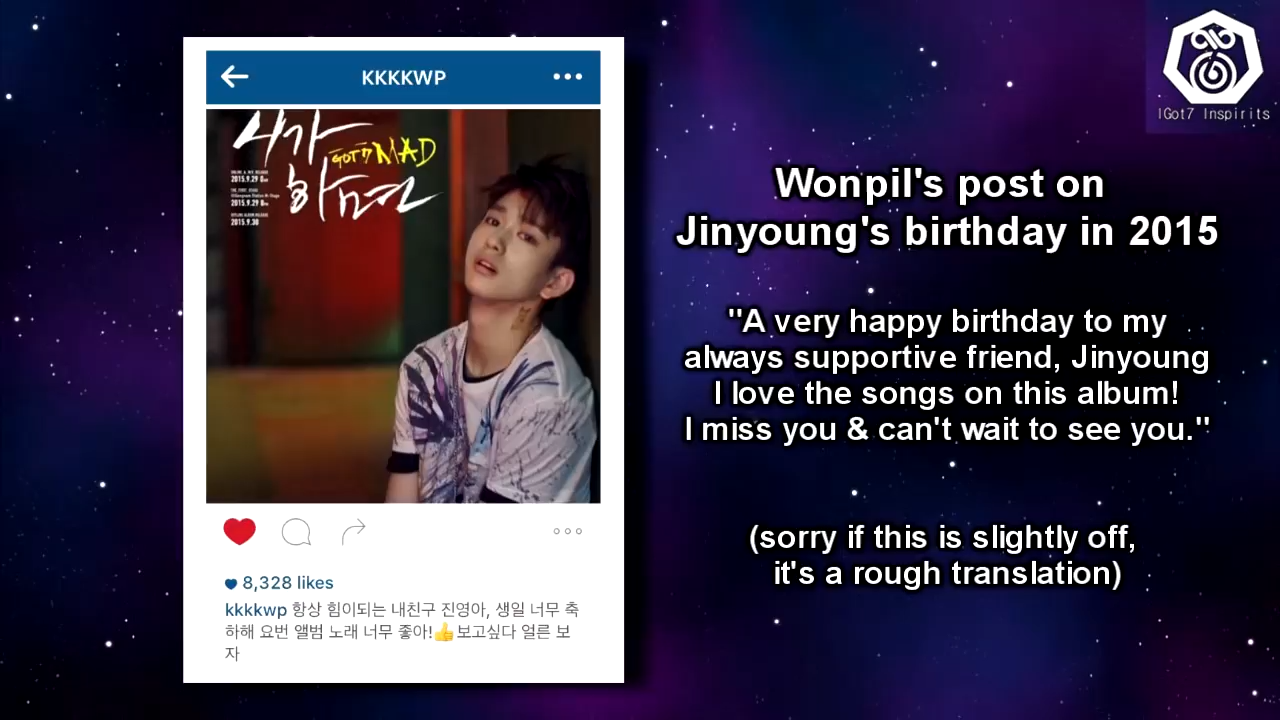 KKKKWP
니가
GOT7 MAD
하면
2015.9.29
2015.9.29
2015.9.30
8,328 likes
kkkkwp 항상 힘이되는 내친구 진영아, 생일 너무 축
하해 요번 앨범 노래 너무 좋아!👍보고싶다 얼른 보
자
IGot7 Inspirits
Wonpil's post on
Jinyoung's birthday in 2015
"A very happy birthday to my
always supportive friend, Jinyoung
I love the songs on this album!
I miss you & can't wait to see you."
(sorry if this is slightly off,
it's a rough translation)